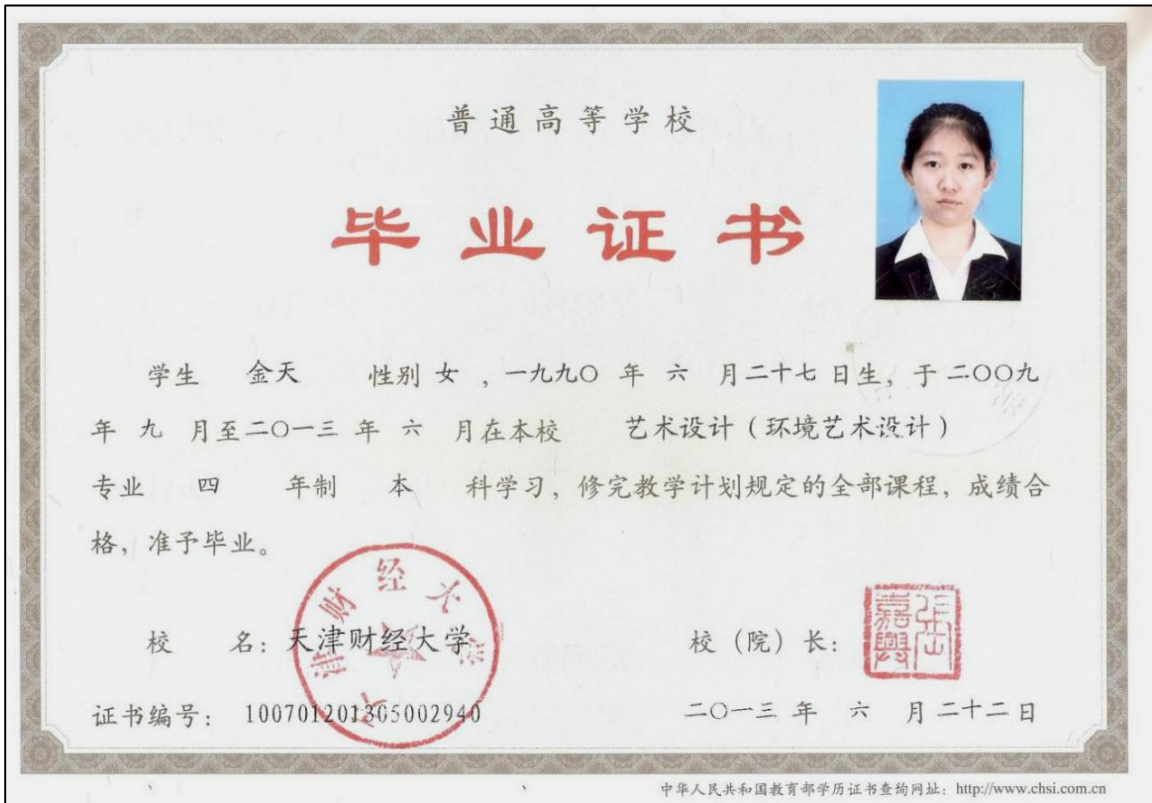 普通高等学校
毕业证书
学生 金天 性别 女 ，一九九〇 年 六 月二十七 日生，于 二〇〇九
年 九 月至二〇一三 年 六 月在本校 艺术设计（环境艺术设计）
专业 四 年制 本 科学习，修完教学计划规定的全部课程，成绩合
格，准予毕业。
天津财经大学
校 名：天津财经大学 校（院）长：
证书编号： 100701201305002940 二〇一三 年 六 月 二十二日
中华人民共和国教育部学历证书查询网址：http://www.chsi.com.cn